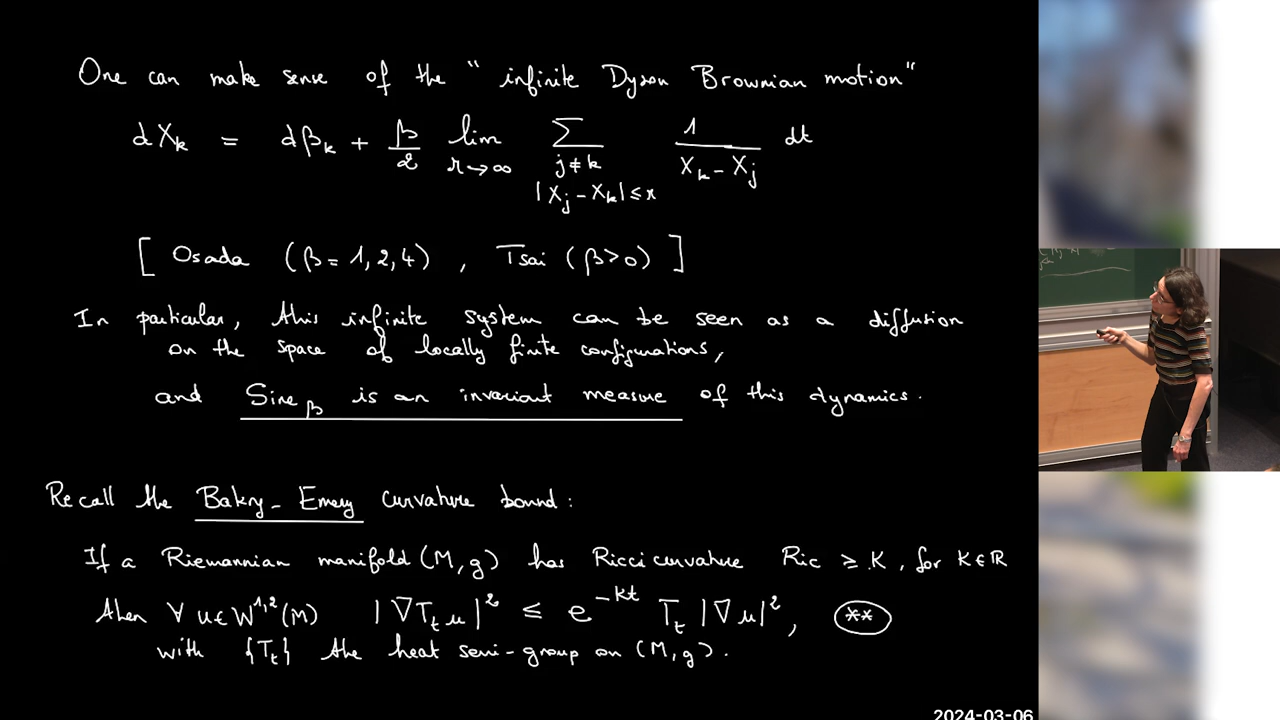 One can make sense of the "infinite Dyson Brownian motion"
dX_k = dβ_k + β/2 lim_{r→∞} ∑_{j≠k, |X_j - X_k| ≤ r} 1/(X_k - X_j) dt
[ Osada (β = 1, 2, 4) , Tsai (β > 0) ]
In particular, this infinite system can be seen as a diffusion
on the space of locally finite configurations,
and Sine_β is an invariant measure of this dynamics.
Recall the Bakry-Emery curvature bound :
If a Riemannian manifold (M, g) has Ricci curvature Ric ≥ K, for K ∈ ℝ
then ∀ u ∈ W^{1,2}(M) |∇T_t u|^2 ≤ e^{-Kt} T_t |∇u|^2, (**)
with {T_t} the heat semi-group on (M, g).
2024-03-06